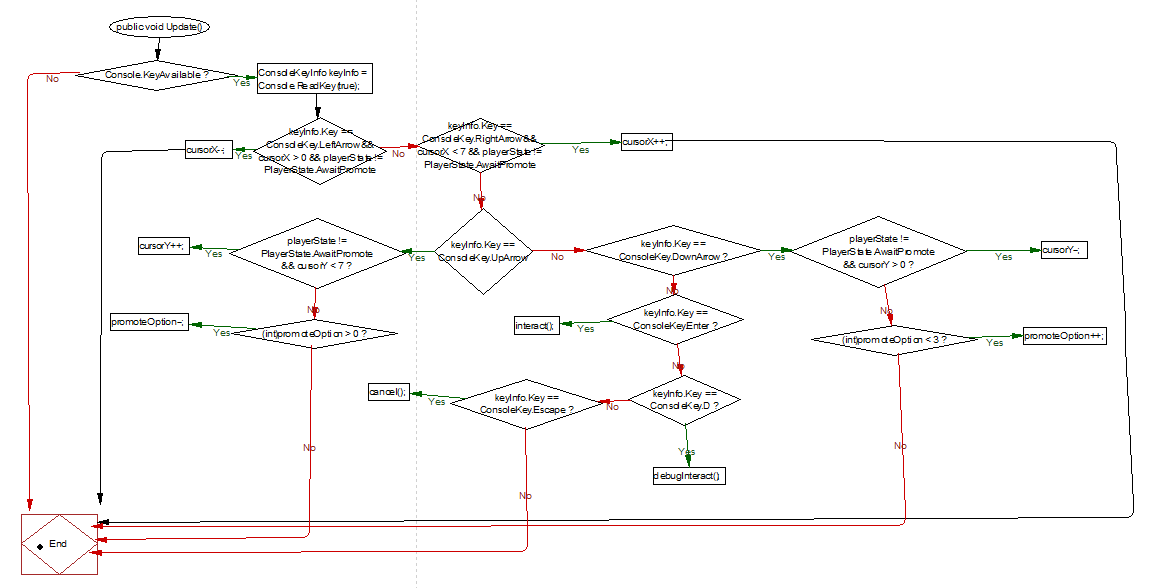 public void Update()
Console.KeyAvailable ?
No
Yes
ConsoleKeyInfo keyInfo =
Console.ReadKey(true);
keyInfo.Key ==
ConsoleKey.LeftArrow &&
cursorX > 0 && playerState !=
PlayerState.AwaitPromote
Yes
cursorX--;
No
keyInfo.Key ==
ConsoleKey.RightArrow &&
cursorX < 7 && playerState !=
PlayerState.AwaitPromote
Yes
cursorX++;
No
keyInfo.Key ==
ConsoleKey.UpArrow
Yes
playerState !=
PlayerState.AwaitPromote
&& cursorY < 7 ?
Yes
cursorY++;
No
(int)promoteOption > 0 ?
Yes
promoteOption--;
No
No
keyInfo.Key ==
ConsoleKey.DownArrow ?
Yes
playerState !=
PlayerState.AwaitPromote
&& cursorY > 0 ?
Yes
cursorY--;
No
(int)promoteOption < 3 ?
Yes
promoteOption++;
No
No
keyInfo.Key ==
ConsoleKey.Enter ?
Yes
interact();
No
keyInfo.Key ==
ConsoleKey.D ?
Yes
debugInteract();
No
keyInfo.Key ==
ConsoleKey.Escape ?
Yes
cancel();
No
End